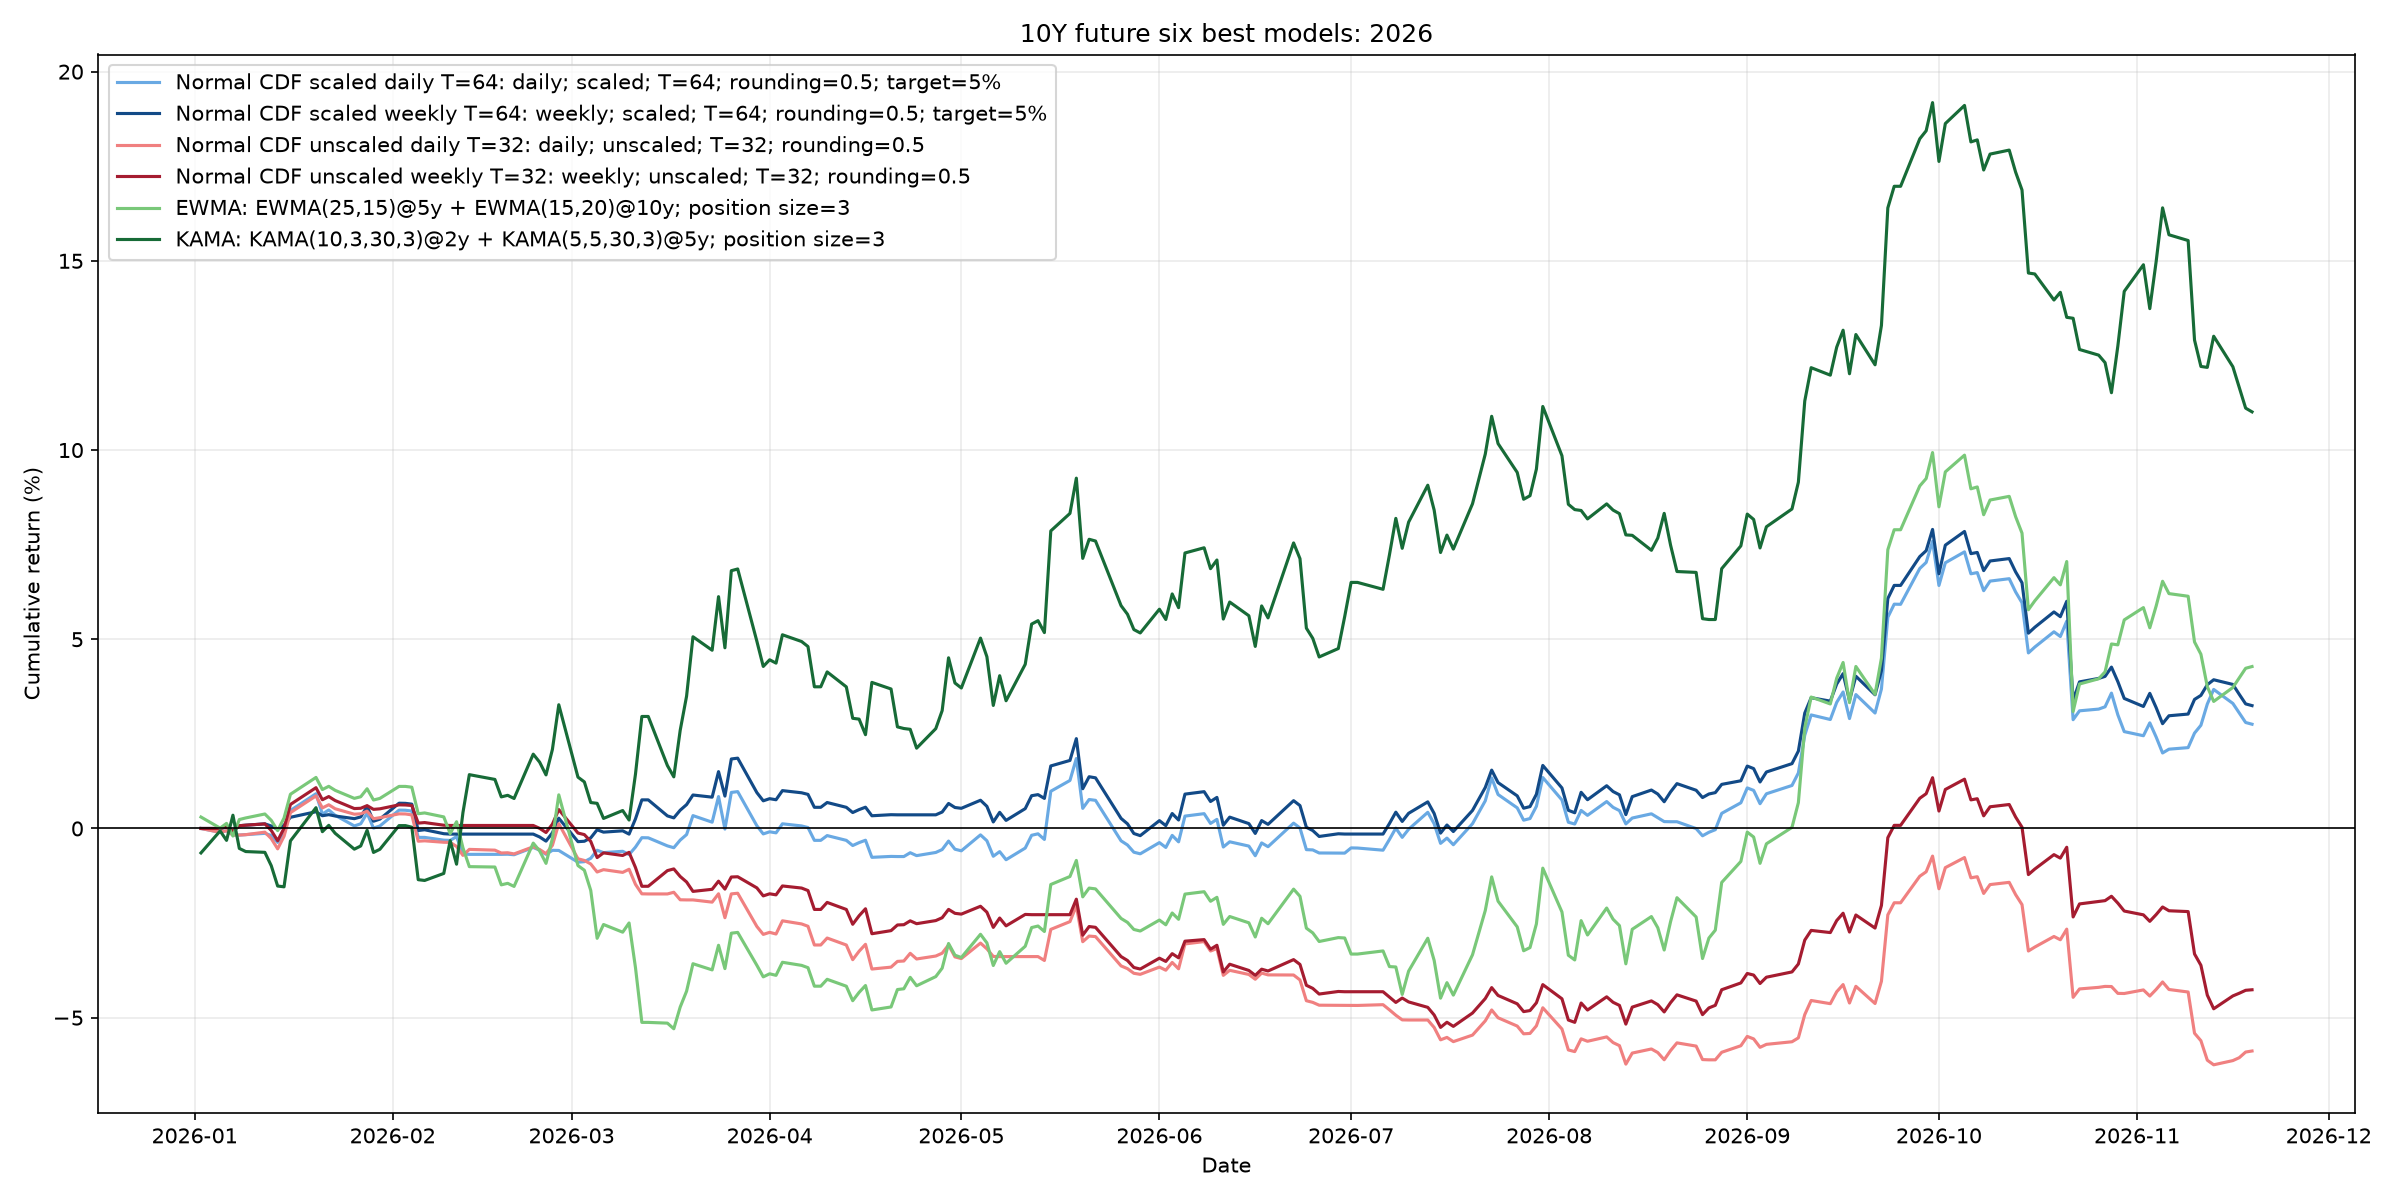 10Y future six best models: 2026
Normal CDF scaled daily T=64: daily; scaled; T=64; rounding=0.5; target=5%
Normal CDF scaled weekly T=64: weekly; scaled; T=64; rounding=0.5; target=5%
Normal CDF unscaled daily T=32: daily; unscaled; T=32; rounding=0.5
Normal CDF unscaled weekly T=32: weekly; unscaled; T=32; rounding=0.5
EWMA: EWMA(25,15)@5y + EWMA(15,20)@10y; position size=3
KAMA: KAMA(10,3,30,3)@2y + KAMA(5,5,30,3)@5y; position size=3
Cumulative return (%)
20
15
10
5
0
−5
2026-01 2026-02 2026-03 2026-04 2026-05 2026-06 2026-07 2026-08 2026-09 2026-10 2026-11 2026-12
Date